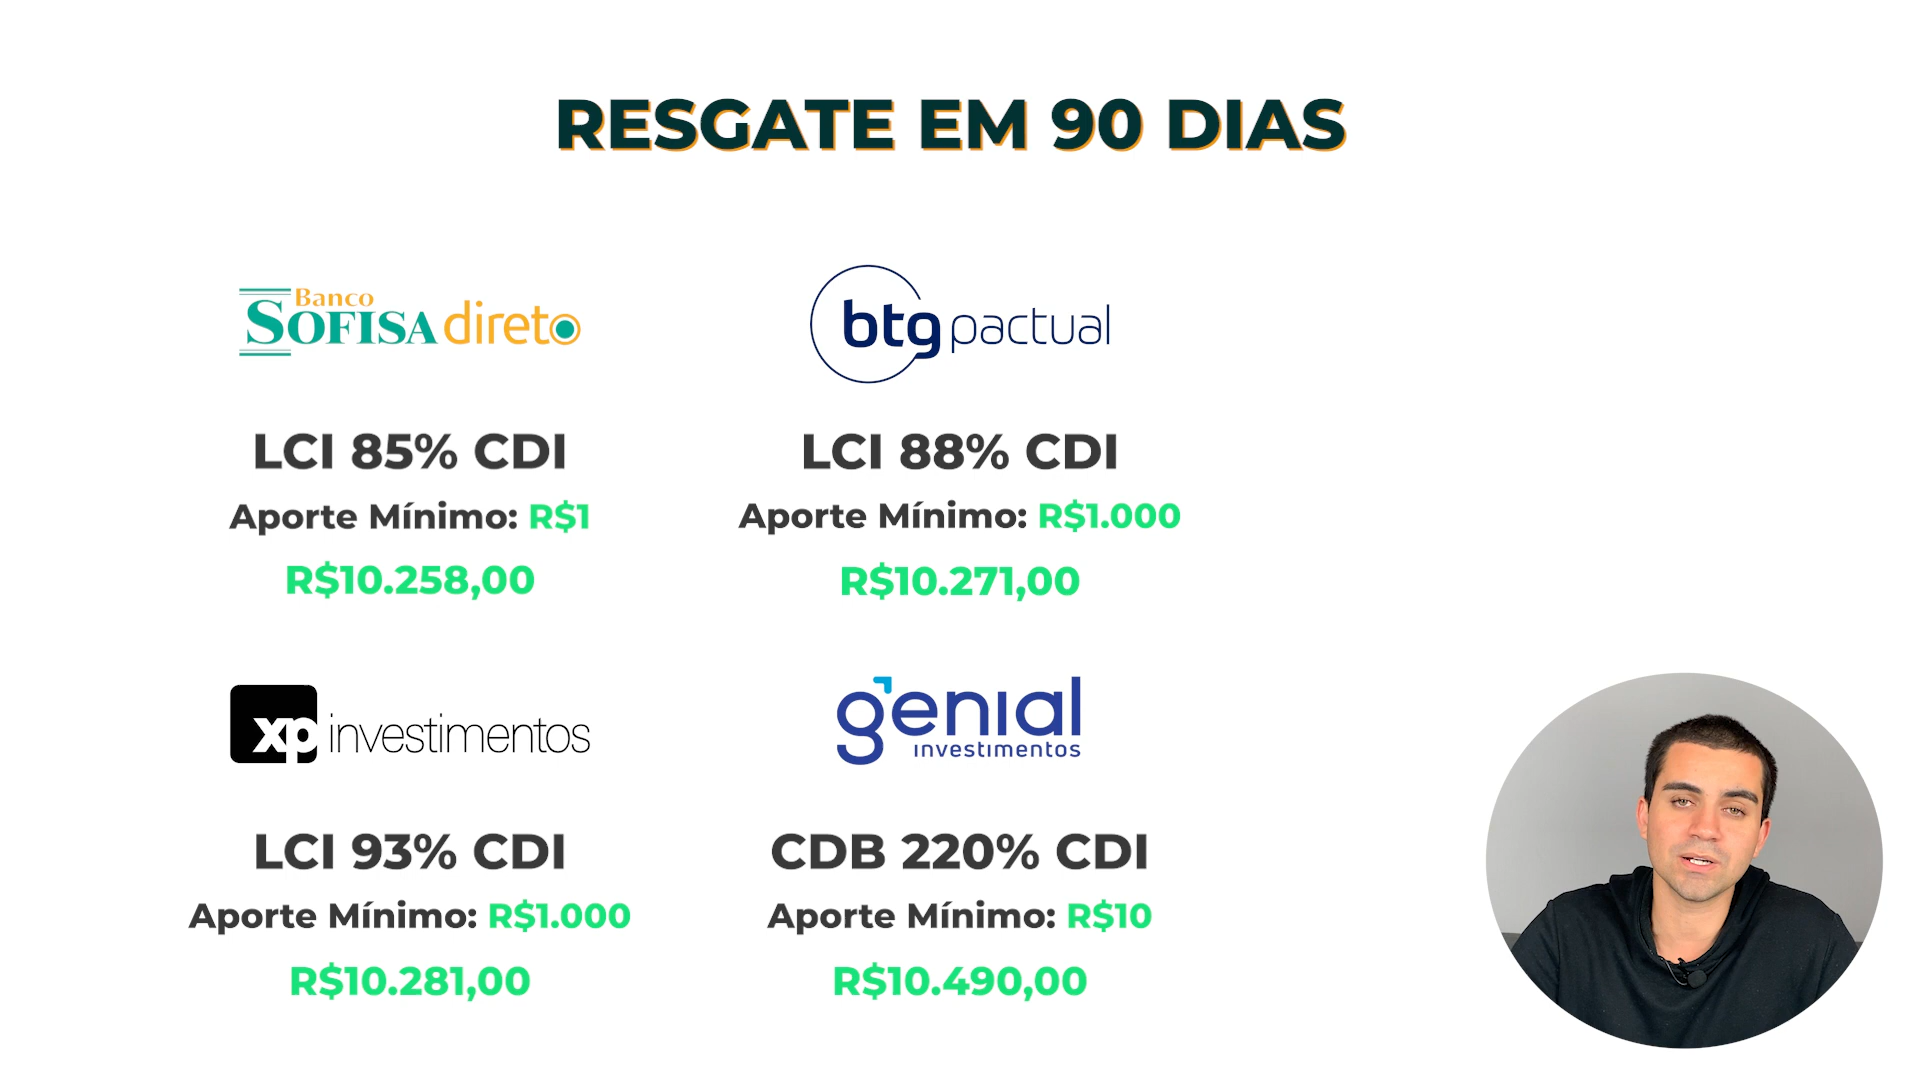 RESGATE EM 90 DIAS
Banco
SOFISA direto
LCI 85% CDI
Aporte Mínimo: R$1
R$10.258,00
btg pactual
LCI 88% CDI
Aporte Mínimo: R$1.000
R$10.271,00
xp investimentos
LCI 93% CDI
Aporte Mínimo: R$1.000
R$10.281,00
genial
investimentos
CDB 220% CDI
Aporte Mínimo: R$10
R$10.490,00